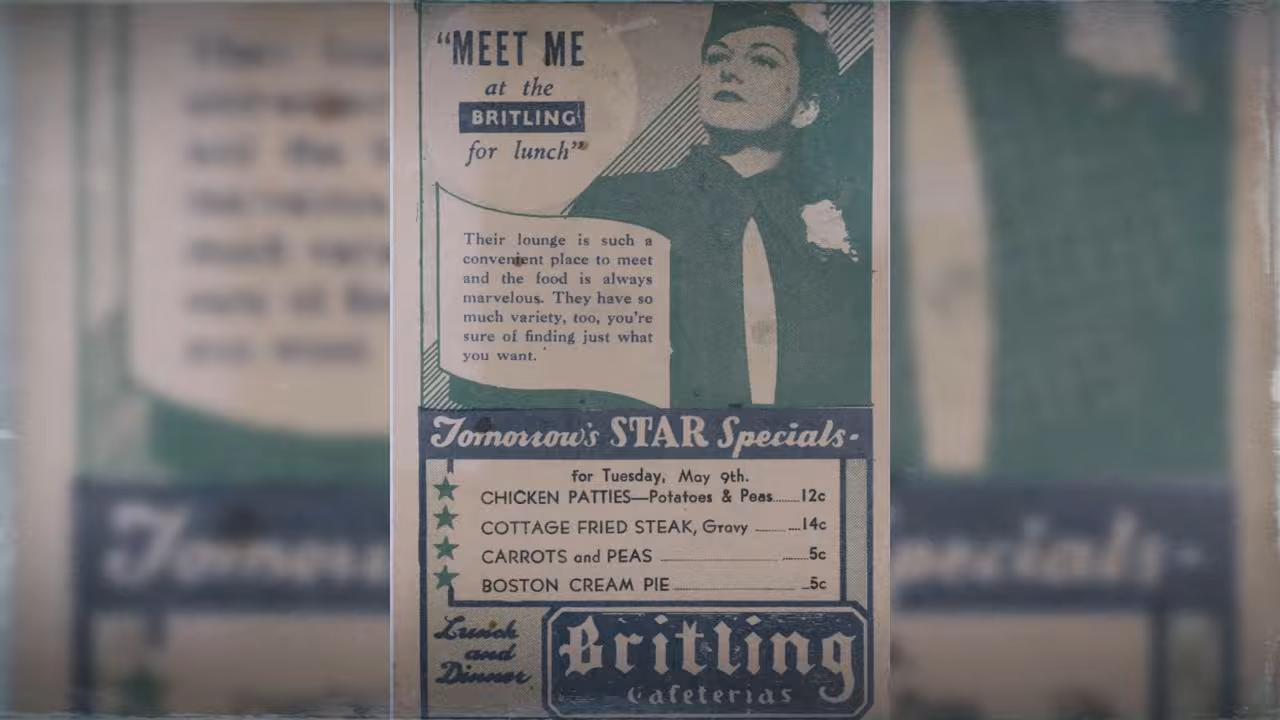 "MEET ME
at the
BRITLING
for lunch"
Their lounge is such a
convenient place to meet
and the food is always
marvelous. They have so
much variety, too, you're
sure of finding just what
you want.
Tomorrow's STAR Specials-
for Tuesday, May 9th.
CHICKEN PATTIES—Potatoes & Peas......12c
COTTAGE FRIED STEAK, Gravy ...........14c
CARROTS and PEAS ...........5c
BOSTON CREAM PIE ...........5c
Lunch
and
Dinner
Britling
Cafeterias